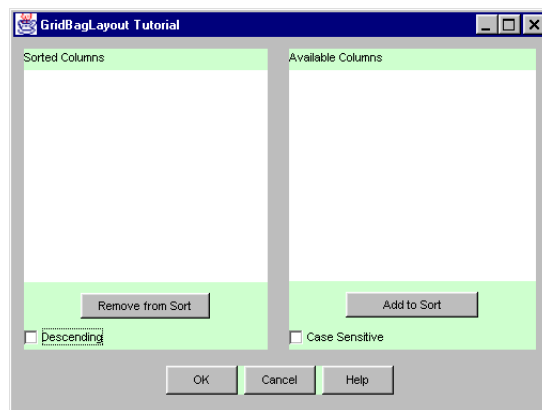 GridBagLayout Tutorial
Sorted Columns
Available Columns
Remove from Sort
Add to Sort
Descending
Case Sensitive
OK
Cancel
Help